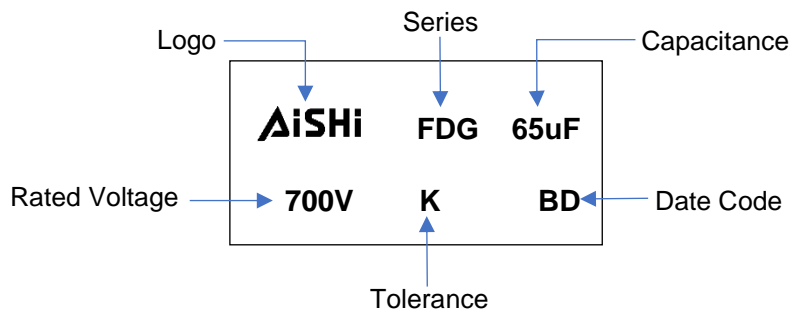 Logo
Series
Capacitance
AiSHi FDG 65uF
Rated Voltage
700V K BD
Date Code
Tolerance